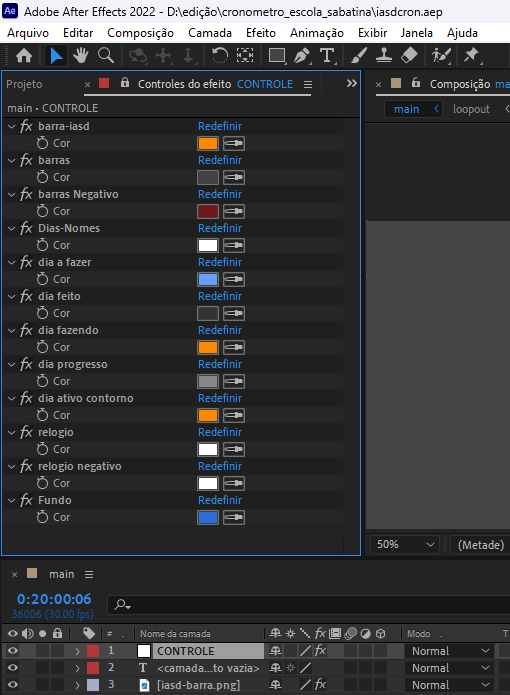 Ae Adobe After Effects 2022 - D:\edição\cronometro_escola_sabatina\iasdcron.aep
Arquivo Editar Composição Camada Efeito Animação Exibir Janela Ajuda
Projeto × Controles do efeito CONTROLE ≡ » × Composição ma
main • CONTROLE
main < loopout
fx barra-iasd Redefinir
Cor
fx barras Redefinir
Cor
fx barras Negativo Redefinir
Cor
fx Dias-Nomes Redefinir
Cor
fx dia a fazer Redefinir
Cor
fx dia feito Redefinir
Cor
fx dia fazendo Redefinir
Cor
fx dia progresso Redefinir
Cor
fx dia ativo contorno Redefinir
Cor
fx relogio Redefinir
Cor
fx relogio negativo Redefinir
Cor
fx Fundo Redefinir
Cor
50% (Metade)
× main ≡
0:20:00:06
36006 (30.00 fps)
# Nome da camada fx Modo T
1 CONTROLE fx Normal
2 T <camada...to vazia> Normal
3 [iasd-barra.png] fx Normal